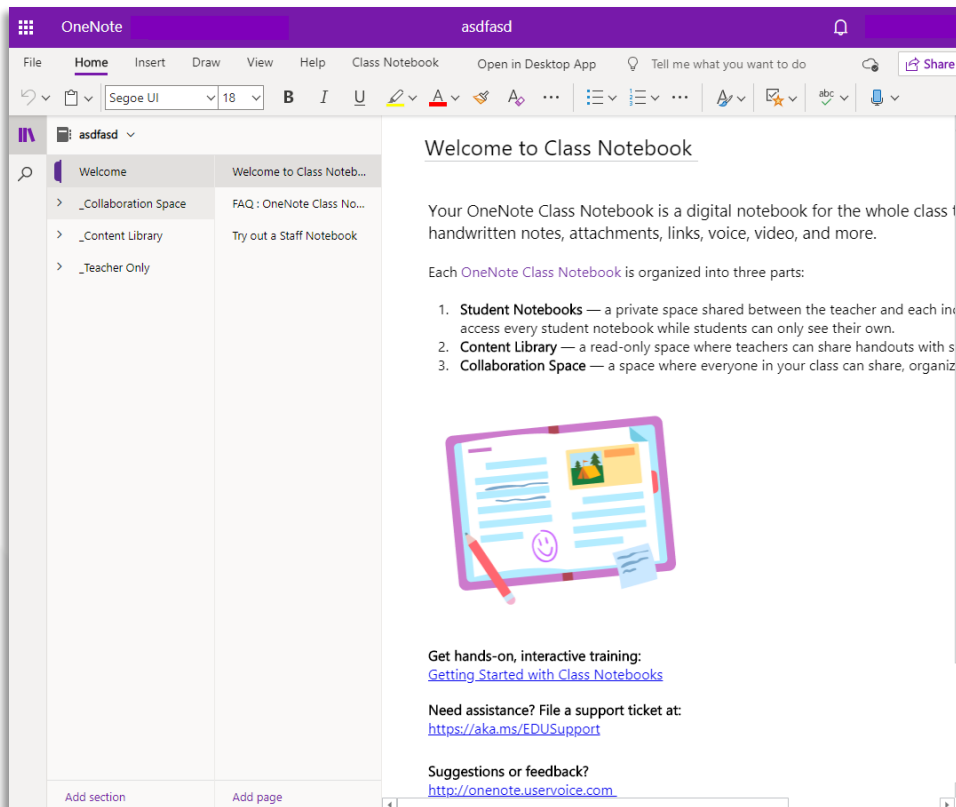 OneNote
asdfasd
File Home Insert Draw View Help Class Notebook Open in Desktop App Tell me what you want to do Share
Segoe UI 18 B I U A A abc
asdfasd
Welcome
_Collaboration Space
_Content Library
_Teacher Only
Add section
Welcome to Class Noteb...
FAQ : OneNote Class No...
Try out a Staff Notebook
Add page
Welcome to Class Notebook
Your OneNote Class Notebook is a digital notebook for the whole class
handwritten notes, attachments, links, voice, video, and more.
Each OneNote Class Notebook is organized into three parts:
1. Student Notebooks — a private space shared between the teacher and each
access every student notebook while students can only see their own.
2. Content Library — a read-only space where teachers can share handouts with
3. Collaboration Space — a space where everyone in your class can share,
Get hands-on, interactive training:
Getting Started with Class Notebooks
Need assistance? File a support ticket at:
https://aka.ms/EDUSupport
Suggestions or feedback?
http://onenote.uservoice.com